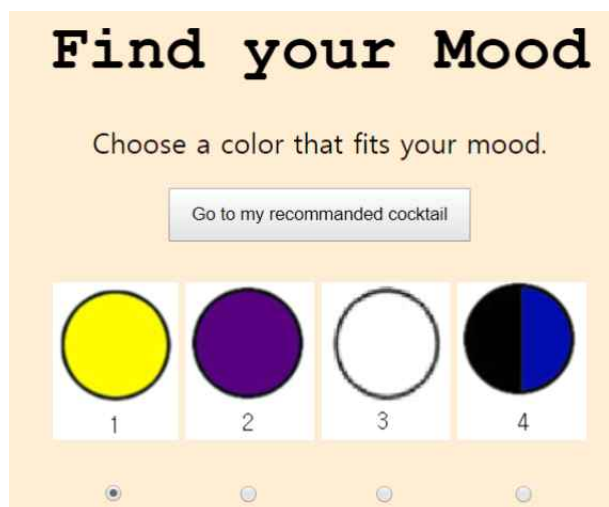 Find your Mood
Choose a color that fits your mood.
Go to my recommanded cocktail
1 2 3 4